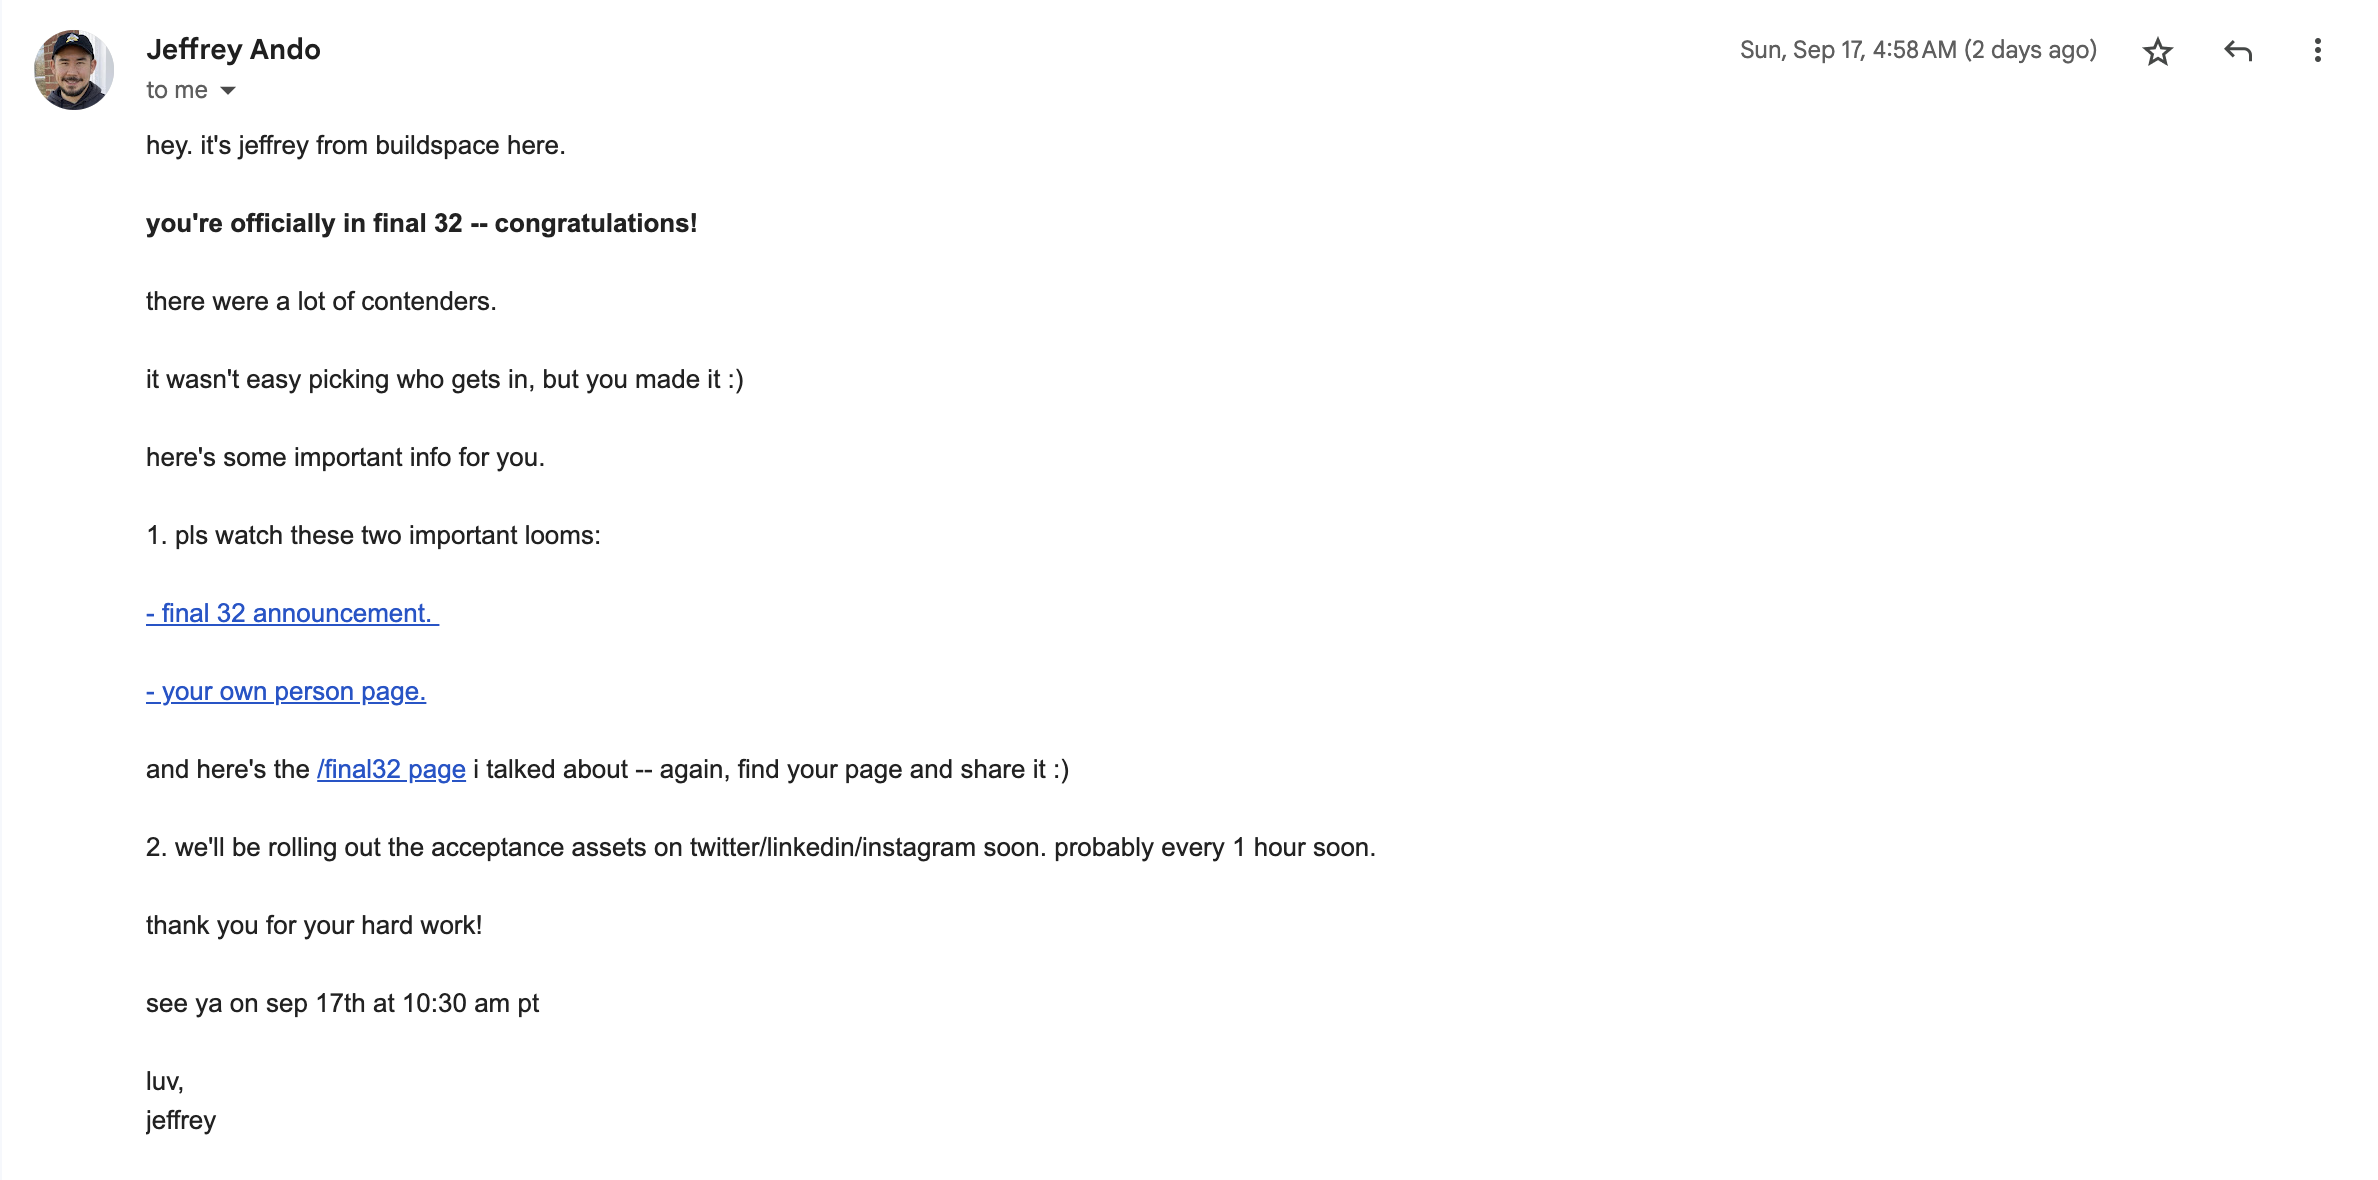 Jeffrey Ando
Sun, Sep 17, 4:58 AM (2 days ago)
to me
hey. it's jeffrey from buildspace here.
you're officially in final 32 -- congratulations!
there were a lot of contenders.
it wasn't easy picking who gets in, but you made it :)
here's some important info for you.
1. pls watch these two important looms:
- final 32 announcement.
- your own person page.
and here's the /final32 page i talked about -- again, find your page and share it :)
2. we'll be rolling out the acceptance assets on twitter/linkedin/instagram soon. probably every 1 hour soon.
thank you for your hard work!
see ya on sep 17th at 10:30 am pt
luv,
jeffrey